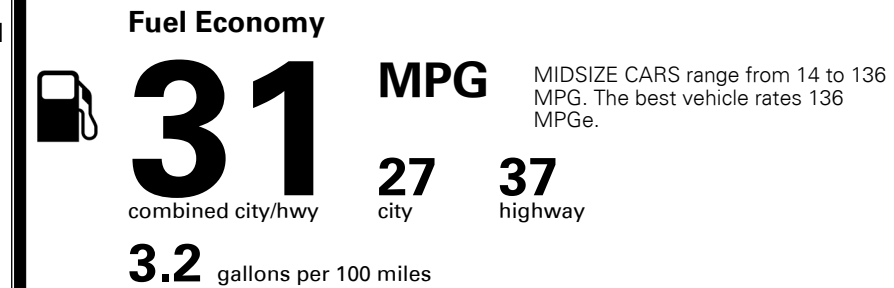 Fuel Economy
31 MPG
MIDSIZE CARS range from 14 to 136
MPG. The best vehicle rates 136
MPGe.
27 37
combined city/hwy city highway
3.2 gallons per 100 miles